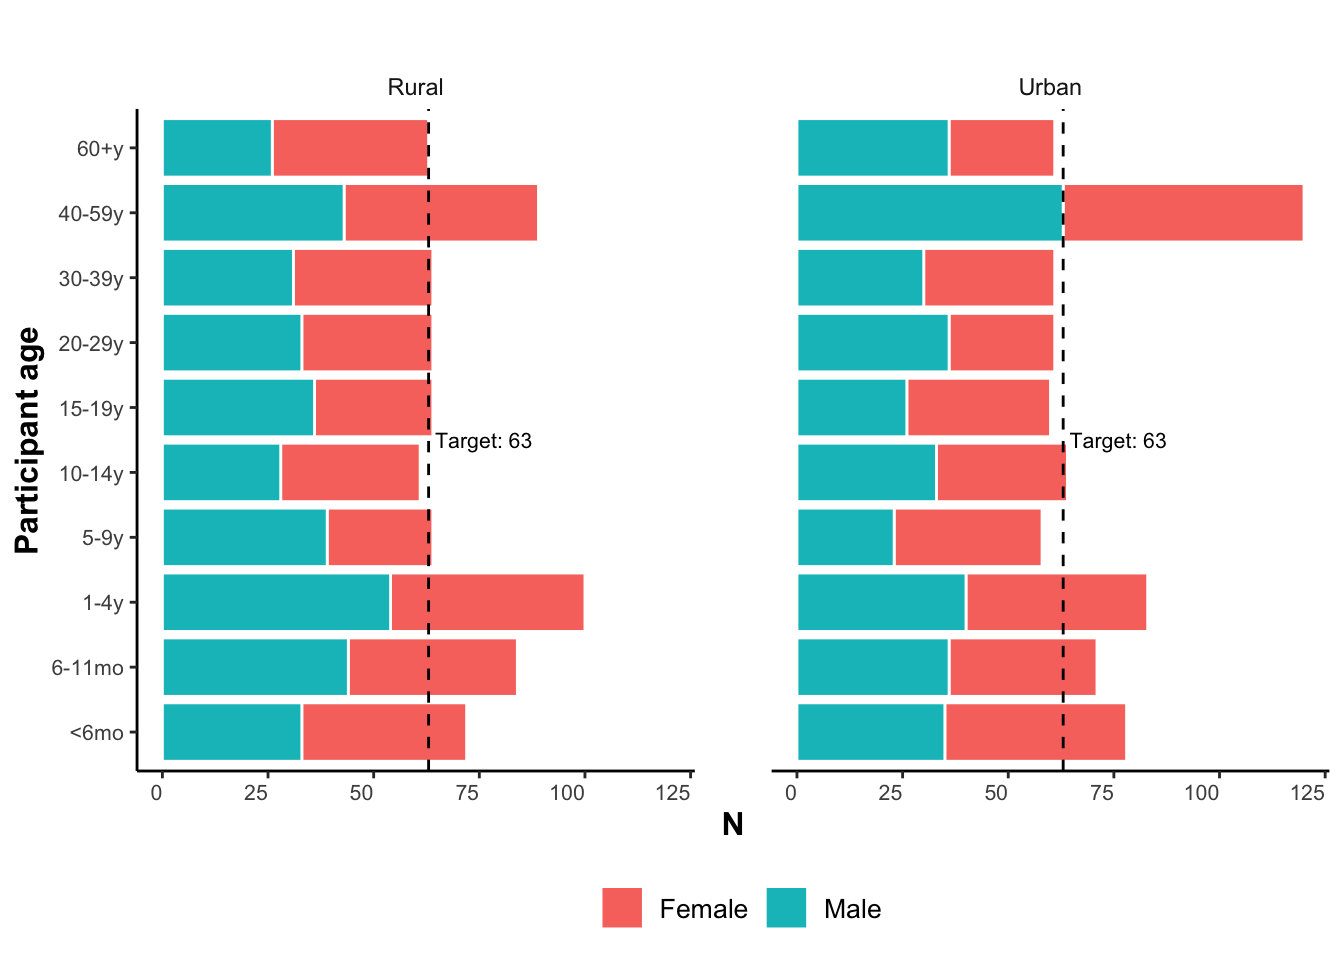 Rural
Urban
Participant age
60+y
40-59y
30-39y
20-29y
15-19y
10-14y
5-9y
1-4y
6-11mo
<6mo
Target: 63
Target: 63
0 25 50 75 100 125
0 25 50 75 100 125
N
Female Male